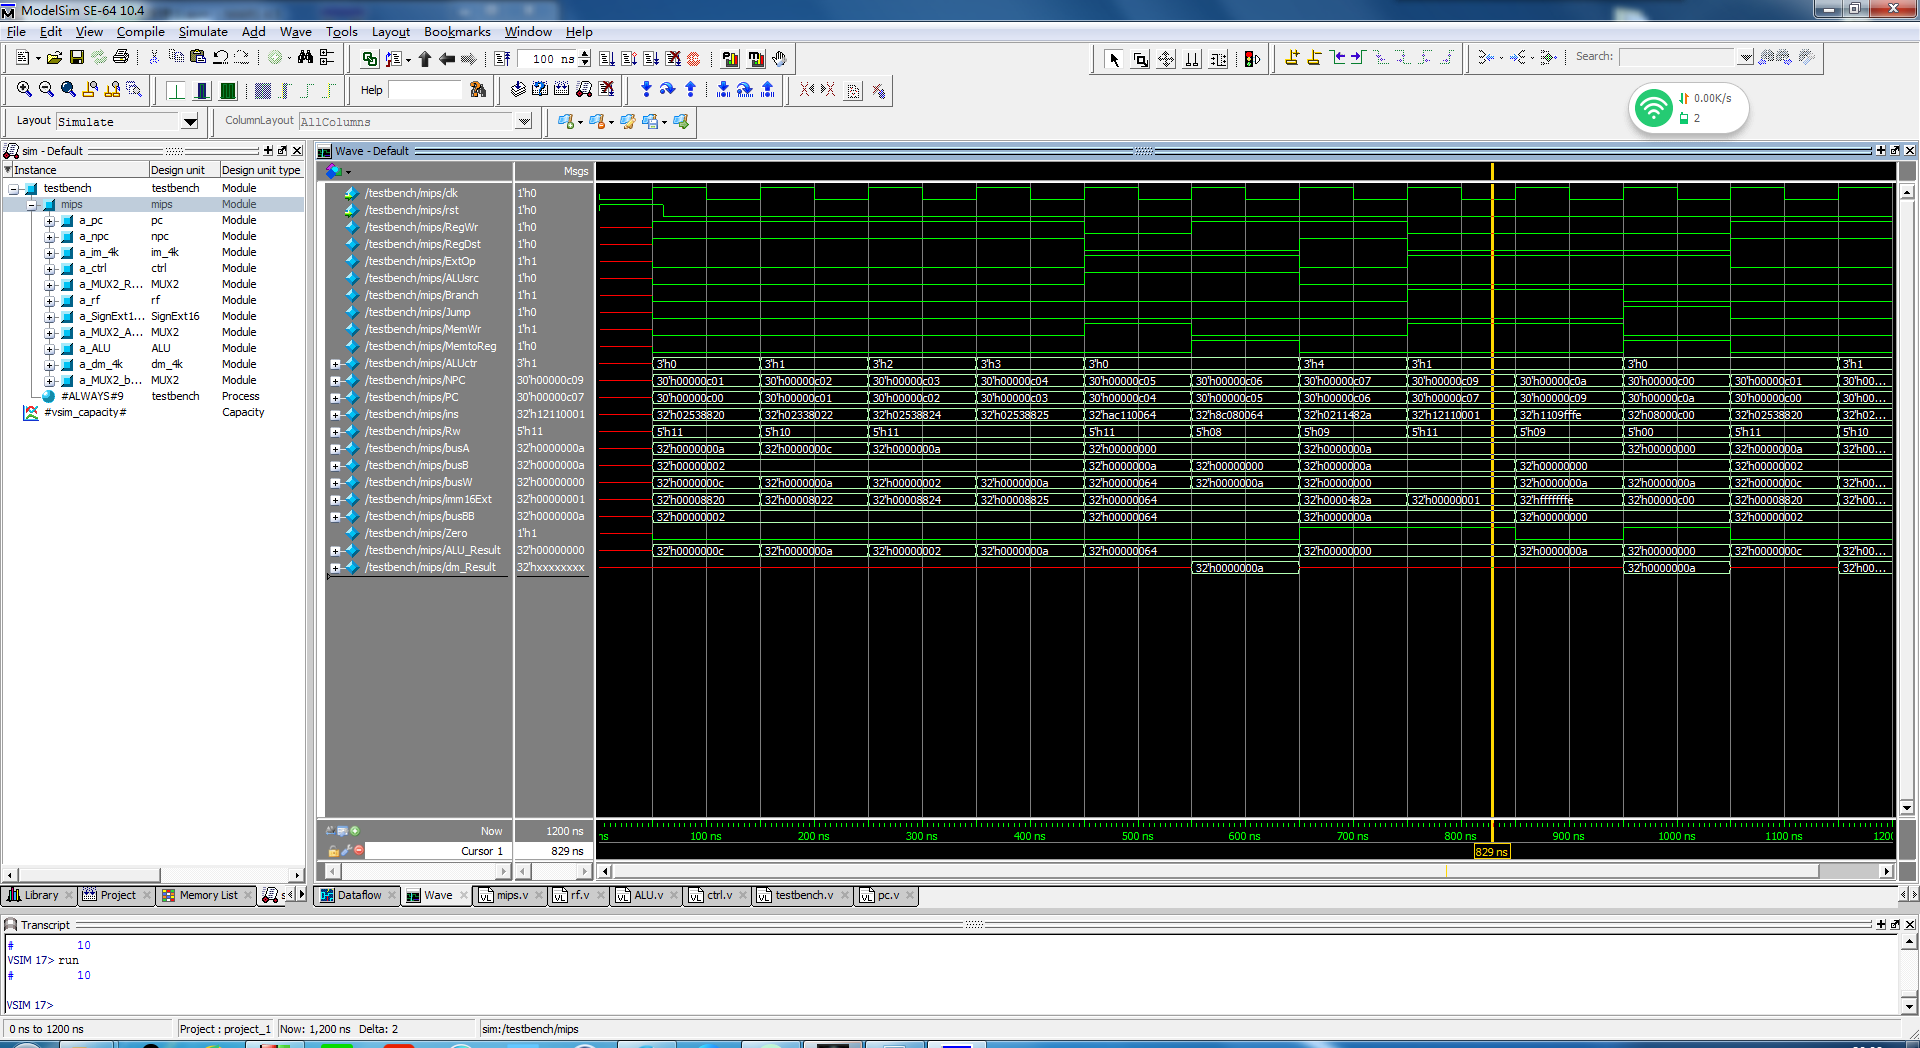 ModelSim SE-64 10.4
File Edit View Compile Simulate Add Wave Tools Layout Bookmarks Window Help
100 ns
Search:
Help
0.00K/s
2
Layout Simulate
ColumnLayout AllColumns
sim - Default
Instance Design unit Design unit type
testbench testbench Module
mips mips Module
a_pc pc Module
a_npc npc Module
a_im_4k im_4k Module
a_ctrl ctrl Module
a_MUX2_R... MUX2 Module
a_rf rf Module
a_SignExt1... SignExt16 Module
a_MUX2_A... MUX2 Module
a_ALU ALU Module
a_dm_4k dm_4k Module
a_MUX2_b... MUX2 Module
#ALWAYS#9 testbench Process
#vsim_capacity# Capacity
Wave - Default
Msgs
/testbench/mips/clk 1'h0
/testbench/mips/rst 1'h0
/testbench/mips/RegWr 1'h0
/testbench/mips/RegDst 1'h0
/testbench/mips/ExtOp 1'h1
/testbench/mips/ALUsrc 1'h0
/testbench/mips/Branch 1'h1
/testbench/mips/Jump 1'h0
/testbench/mips/MemWr 1'h1
/testbench/mips/MemtoReg 1'h0
/testbench/mips/ALUctr 3'h1 3'h0 3'h1 3'h2 3'h3 3'h0 3'h4 3'h1 3'h0 3'h1
/testbench/mips/NPC 30'h00000c09 30'h00000c01 30'h00000c02 30'h00000c03 30'h00000c04 30'h00000c05 30'h00000c06 30'h00000c07 30'h00000c09 30'h00000c0a 30'h00000c00 30'h00000c01 30'h00...
/testbench/mips/PC 30'h00000c07 30'h00000c00 30'h00000c01 30'h00000c02 30'h00000c03 30'h00000c04 30'h00000c05 30'h00000c06 30'h00000c07 30'h00000c09 30'h00000c0a 30'h00000c00 30'h00...
/testbench/mips/ins 32'h12110001 32'h02538820 32'h02338022 32'h02538824 32'h02538825 32'hac110064 32'h8c080064 32'h0211482a 32'h12110001 32'h1109fffe 32'h08000c00 32'h02538820 32'h02...
/testbench/mips/Rw 5'h11 5'h11 5'h10 5'h11 5'h11 5'h08 5'h09 5'h11 5'h09 5'h00 5'h11 5'h10
/testbench/mips/busA 32'h0000000a 32'h0000000a 32'h0000000c 32'h0000000a 32'h00000000 32'h0000000a 32'h00000000 32'h0000000a 32'h00...
/testbench/mips/busB 32'h0000000a 32'h00000002 32'h0000000a 32'h00000000 32'h0000000a 32'h00000000 32'h00000002
/testbench/mips/busW 32'h00000000 32'h0000000c 32'h0000000a 32'h00000002 32'h0000000a 32'h00000064 32'h0000000a 32'h00000000 32'h0000000a 32'h0000000a 32'h0000000c 32'h00...
/testbench/mips/imm16Ext 32'h00000001 32'h00008820 32'h00008022 32'h00008824 32'h00008825 32'h00000064 32'h0000482a 32'h00000001 32'hfffffffe 32'h00000c00 32'h00008820 32'h00...
/testbench/mips/busBB 32'h0000000a 32'h00000002 32'h00000064 32'h0000000a 32'h00000000 32'h00000002
/testbench/mips/Zero 1'h1
/testbench/mips/ALU_Result 32'h00000000 32'h0000000c 32'h0000000a 32'h00000002 32'h0000000a 32'h00000064 32'h00000000 32'h0000000a 32'h00000000 32'h0000000c 32'h00...
/testbench/mips/dm_Result 32'hxxxxxxxx 32'h0000000a 32'h0000000a 32'h00...
Now 1200 ns ns 100 ns 200 ns 300 ns 400 ns 500 ns 600 ns 700 ns 800 ns 900 ns 1000 ns 1100 ns 1200
Cursor 1 829 ns 829 ns
Library Project Memory List s
Dataflow Wave mips.v rf.v ALU.v ctrl.v testbench.v pc.v
Transcript
# 10
VSIM 17> run
# 10
VSIM 17>
0 ns to 1200 ns Project : project_1 Now: 1,200 ns Delta: 2 sim:/testbench/mips